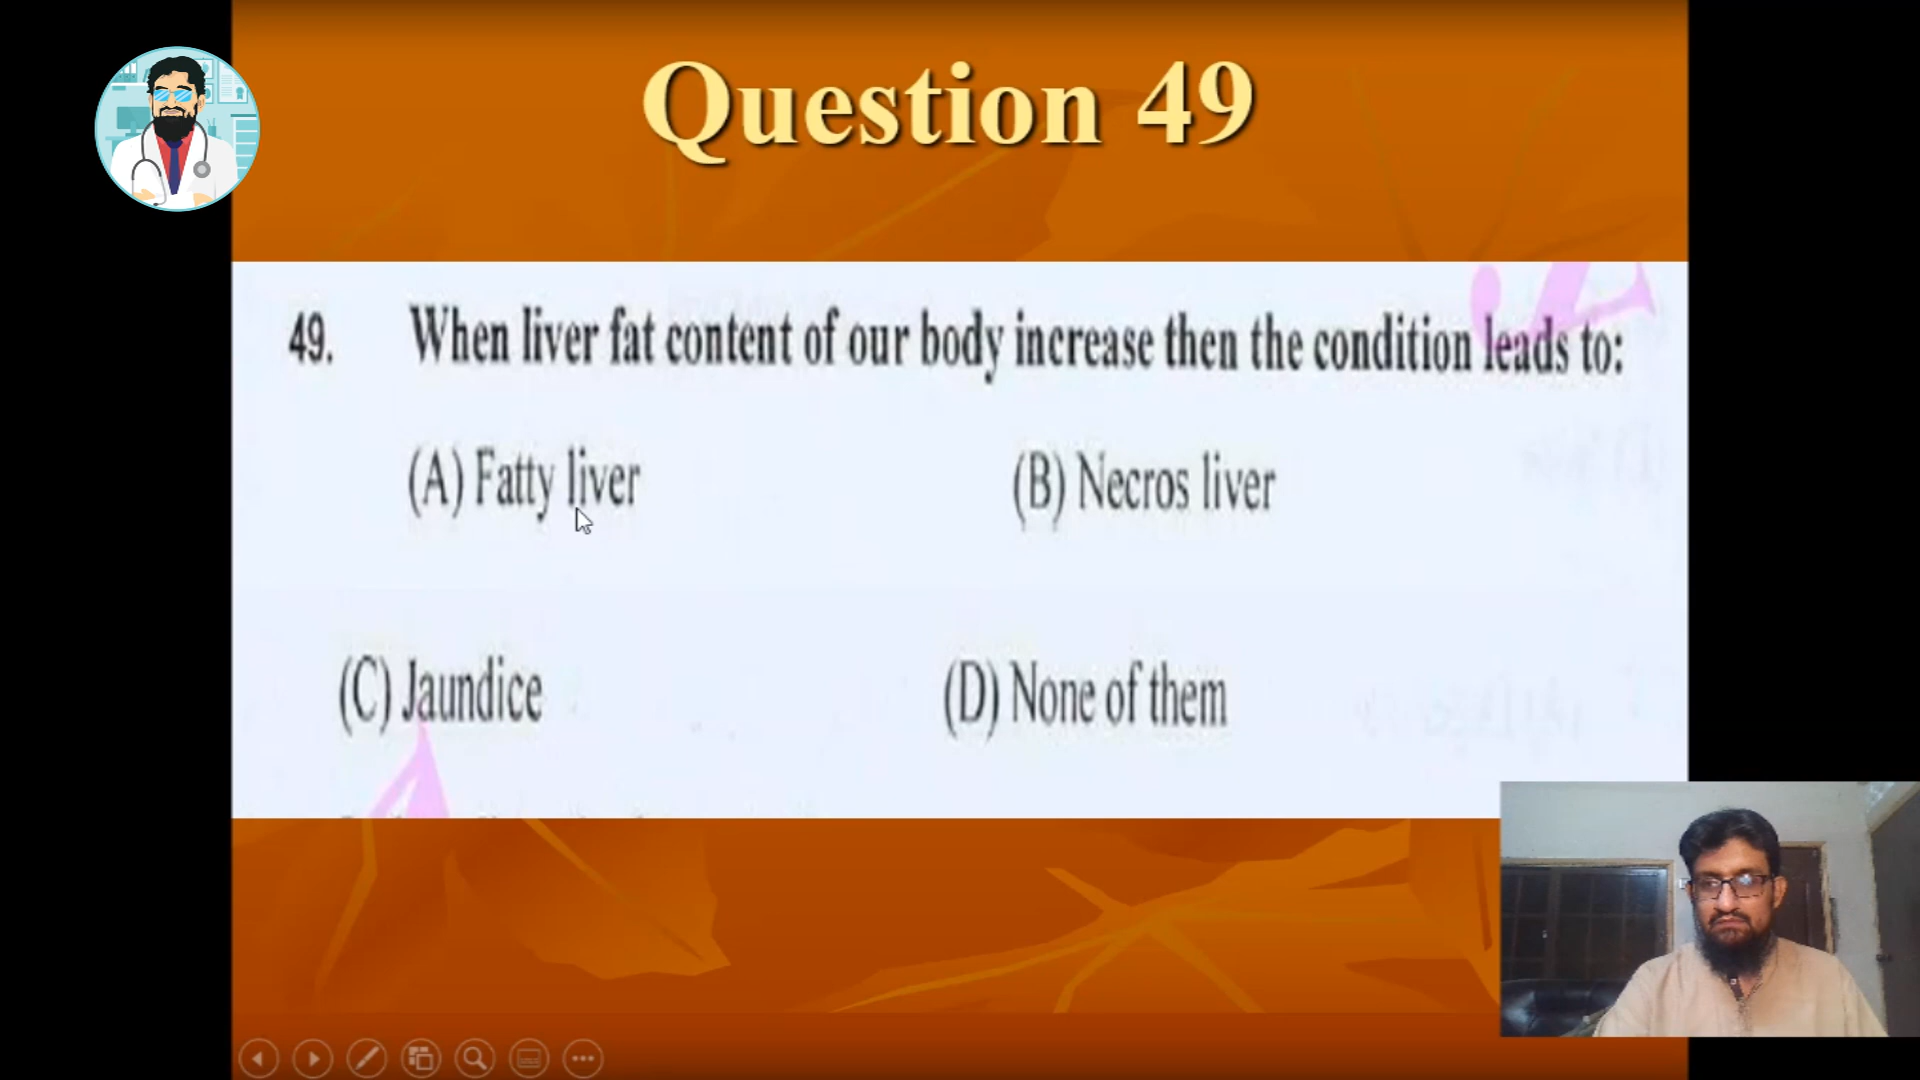 Question 49
49. When liver fat content of our body increase then the condition leads to:
(A) Fatty liver (B) Necros liver
(C) Jaundice (D) None of them